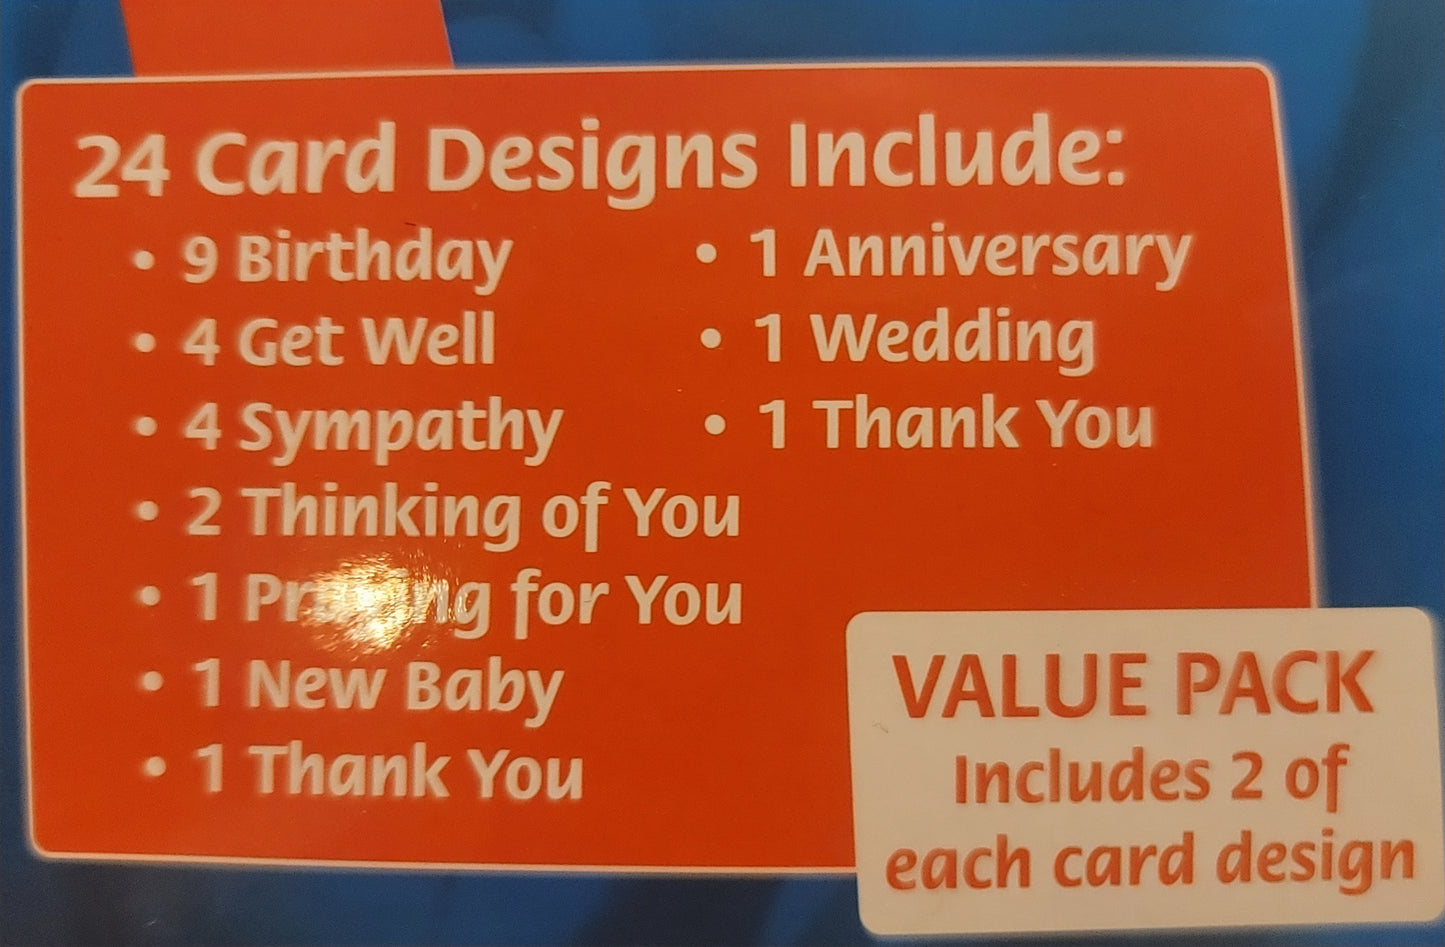 24 Card Designs Include:
• 9 Birthday
• 4 Get Well
• 4 Sympathy
• 2 Thinking of You
• 1 for You
• 1 New Baby
• 1 Thank You
• 1 Anniversary
• 1 Wedding
• 1 Thank You
VALUE PACK
Includes 2 of
each card design